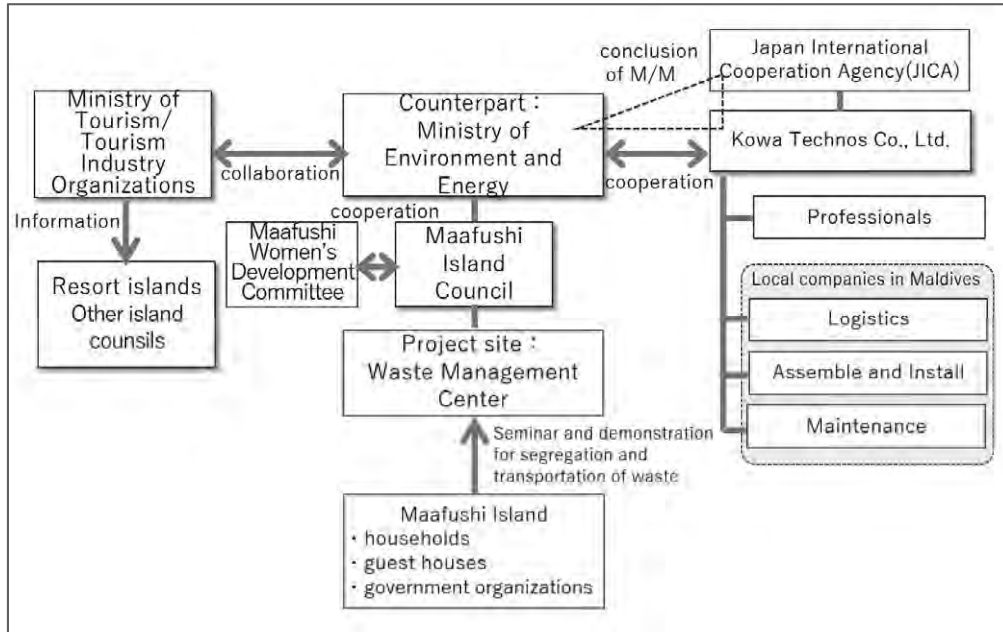 conclusion
of M/M
Japan International
Cooperation Agency(JICA)
Ministry of
Tourism/
Tourism
Industry
Organizations
collaboration
Counterpart：
Ministry of
Environment and
Energy
cooperation
Kowa Technos Co., Ltd.
Information
Resort islands
Other island
counsils
cooperation
Maafushi
Women's
Development
Committee
Maafushi
Island
Council
Professionals
Local companies in Maldives
Logistics
Assemble and Install
Maintenance
Project site：
Waste Management
Center
Seminar and demonstration
for segregation and
transportation of waste
Maafushi Island
・households
・guest houses
・government organizations